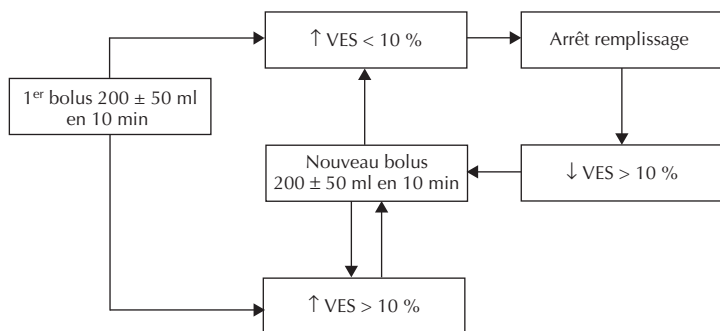 ↑ VES < 10 %
Arrêt remplissage
1er bolus 200 ± 50 ml
en 10 min
Nouveau bolus
200 ± 50 ml en 10 min
↓ VES > 10 %
↑ VES > 10 %